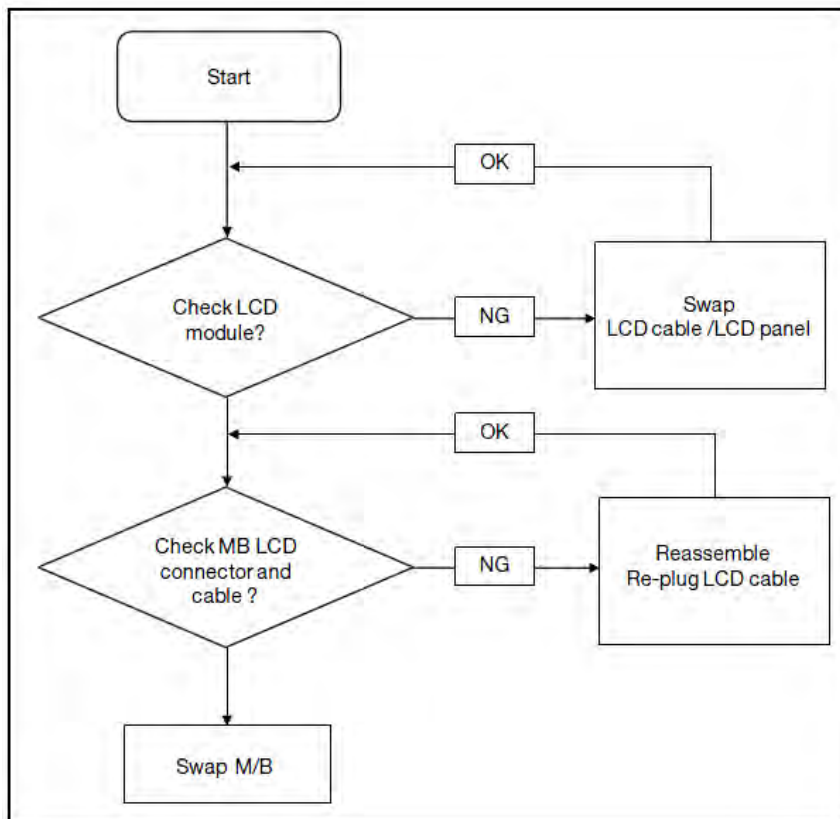 Start
OK
Check LCD
module?
NG
Swap
LCD cable /LCD panel
OK
Check MB LCD
connector and
cable ?
NG
Reassemble
Re-plug LCD cable
Swap M/B